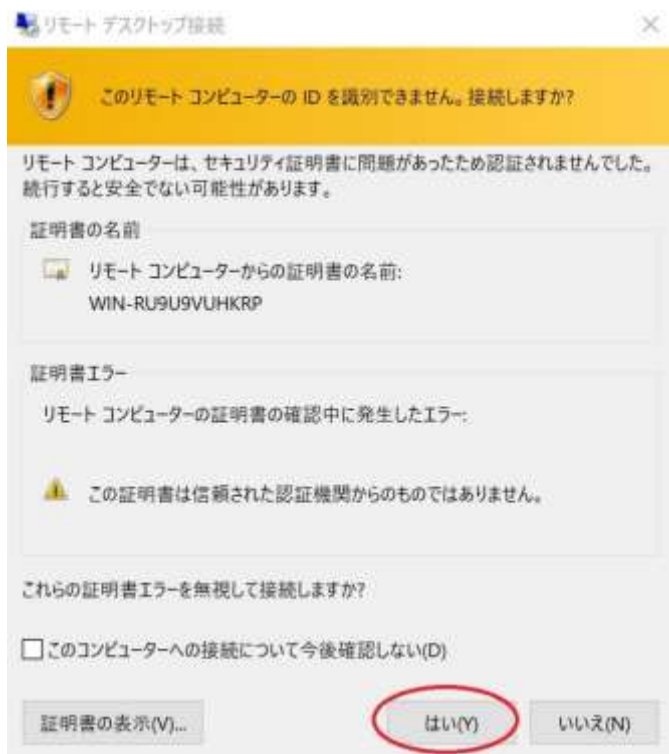 リモート デスクトップ接続
このリモート コンピューターの ID を識別できません。接続しますか?
リモート コンピューターは、セキュリティ証明書に問題があったため認証されませんでした。
続行すると安全でない可能性があります。
証明書の名前
リモート コンピューターからの証明書の名前:
WIN-RU9U9VUHKRP
証明書エラー
リモート コンピューターの証明書の確認中に発生したエラー:
この証明書は信頼された認証機関からのものではありません。
これらの証明書エラーを無視して接続しますか?
このコンピューターへの接続について今後確認しない(D)
証明書の表示(V)... はい(Y) いいえ(N)